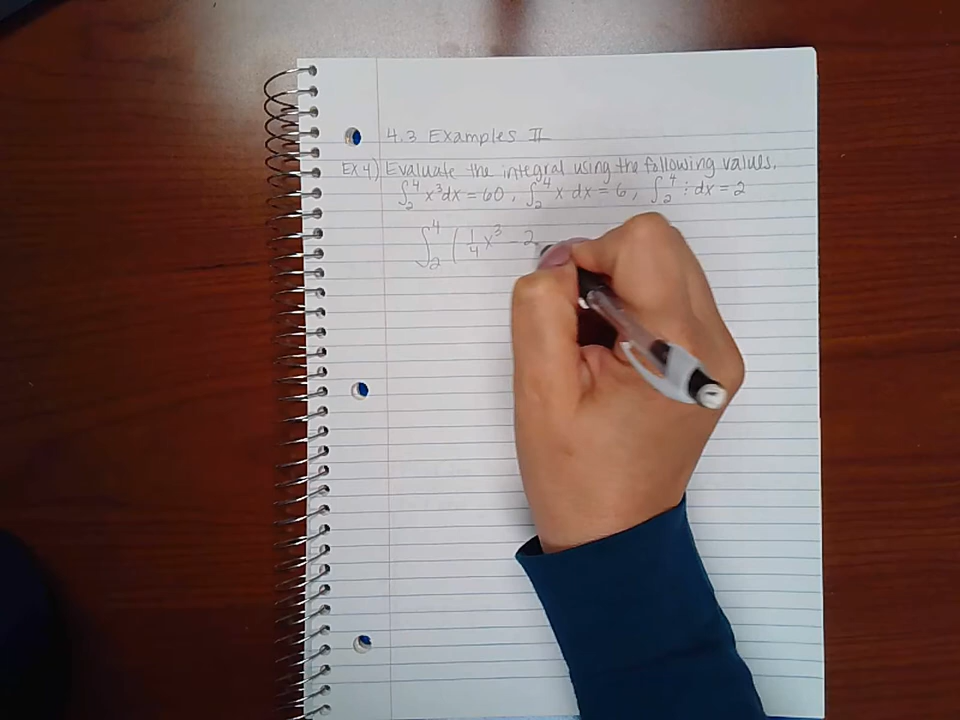 4.3 Examples II
Ex 4) Evaluate the integral using the following values.
∫₂⁴ x³dx = 60, ∫₂⁴ x dx = 6, ∫₂⁴ : dx = 2
∫₂⁴ (1/4 x³ - 2